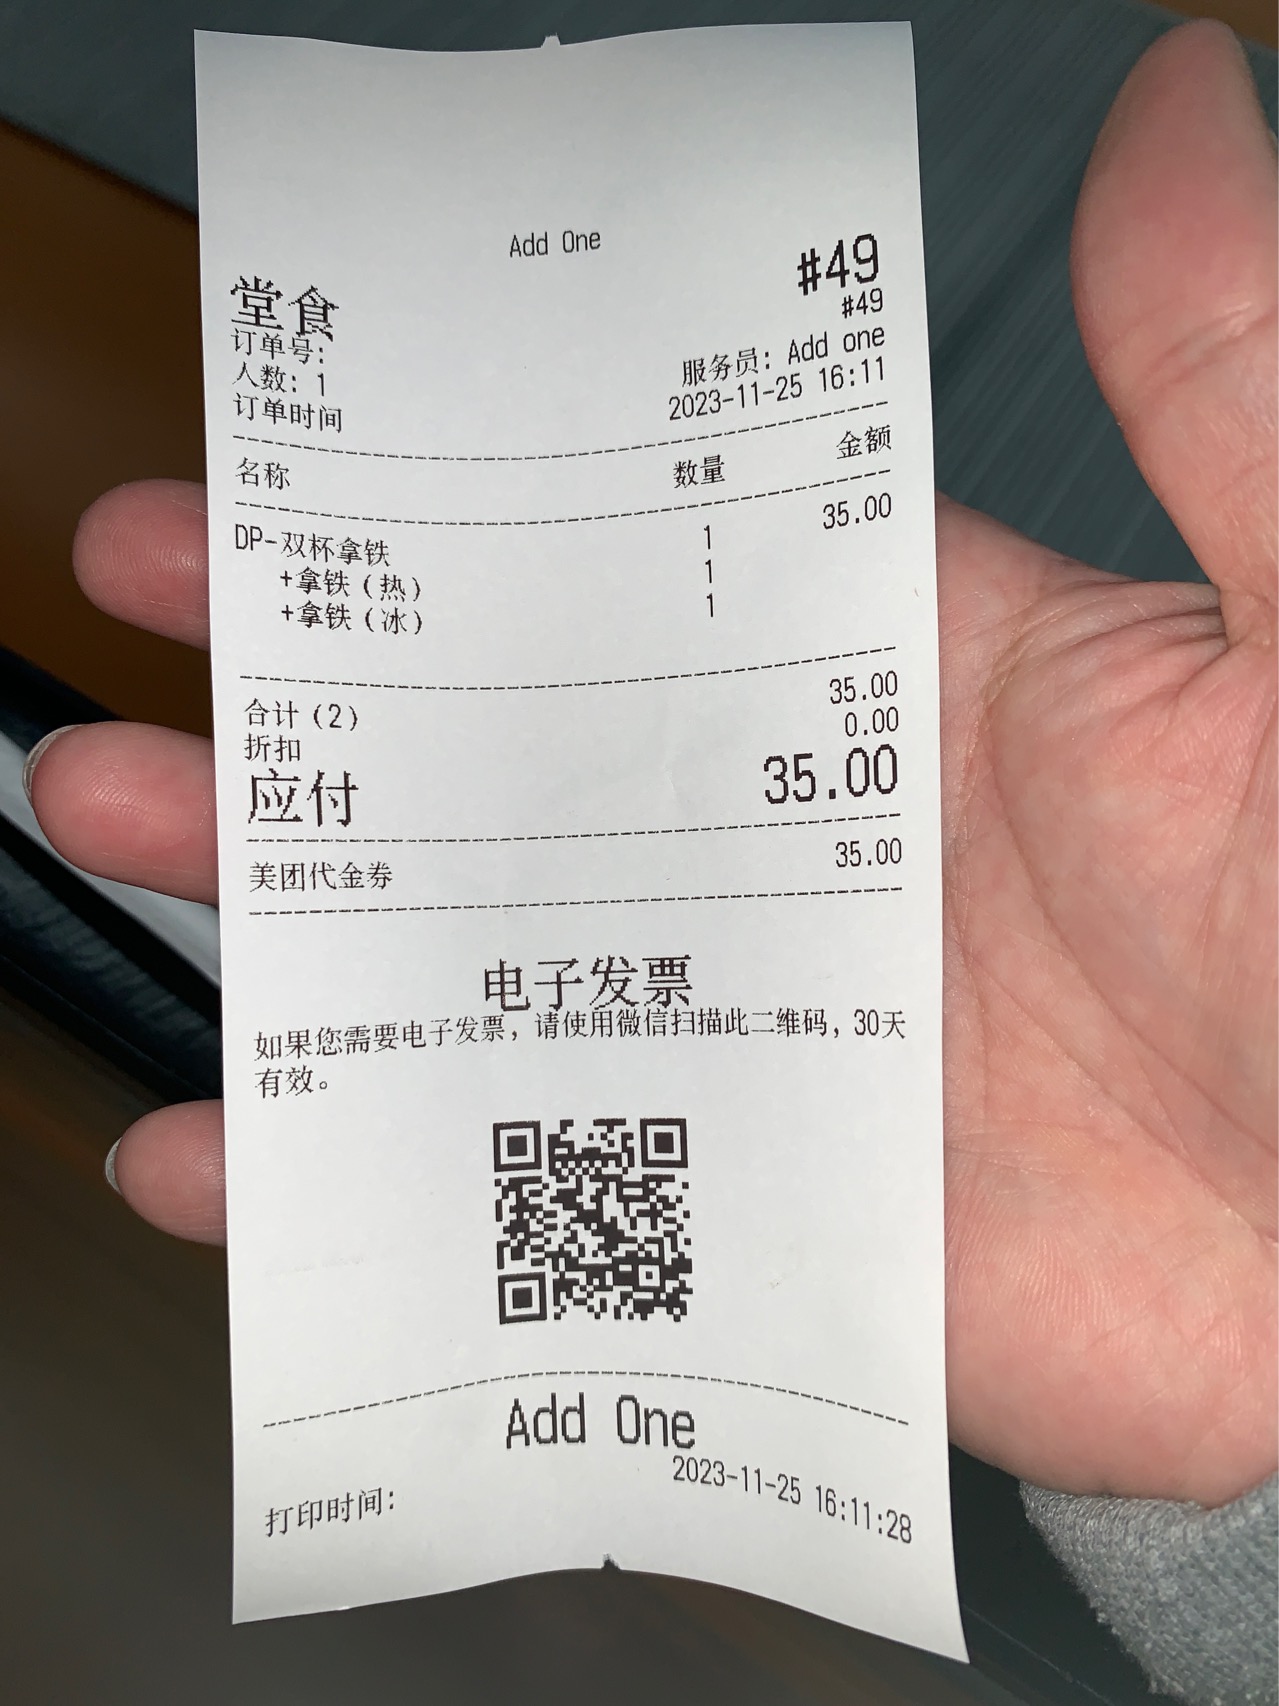 Add One
#49
堂食
#49
订单号:
服务员: Add one
人数: 1
订单时间 2023-11-25 16:11
名称 数量 金额
DP-双杯拿铁 1 35.00
+拿铁(热) 1
+拿铁(冰) 1
合计(2) 35.00
折扣 0.00
应付 35.00
美团代金券 35.00
电子发票
如果您需要电子发票，请使用微信扫描此二维码，30天
有效。
Add One
打印时间: 2023-11-25 16:11:28